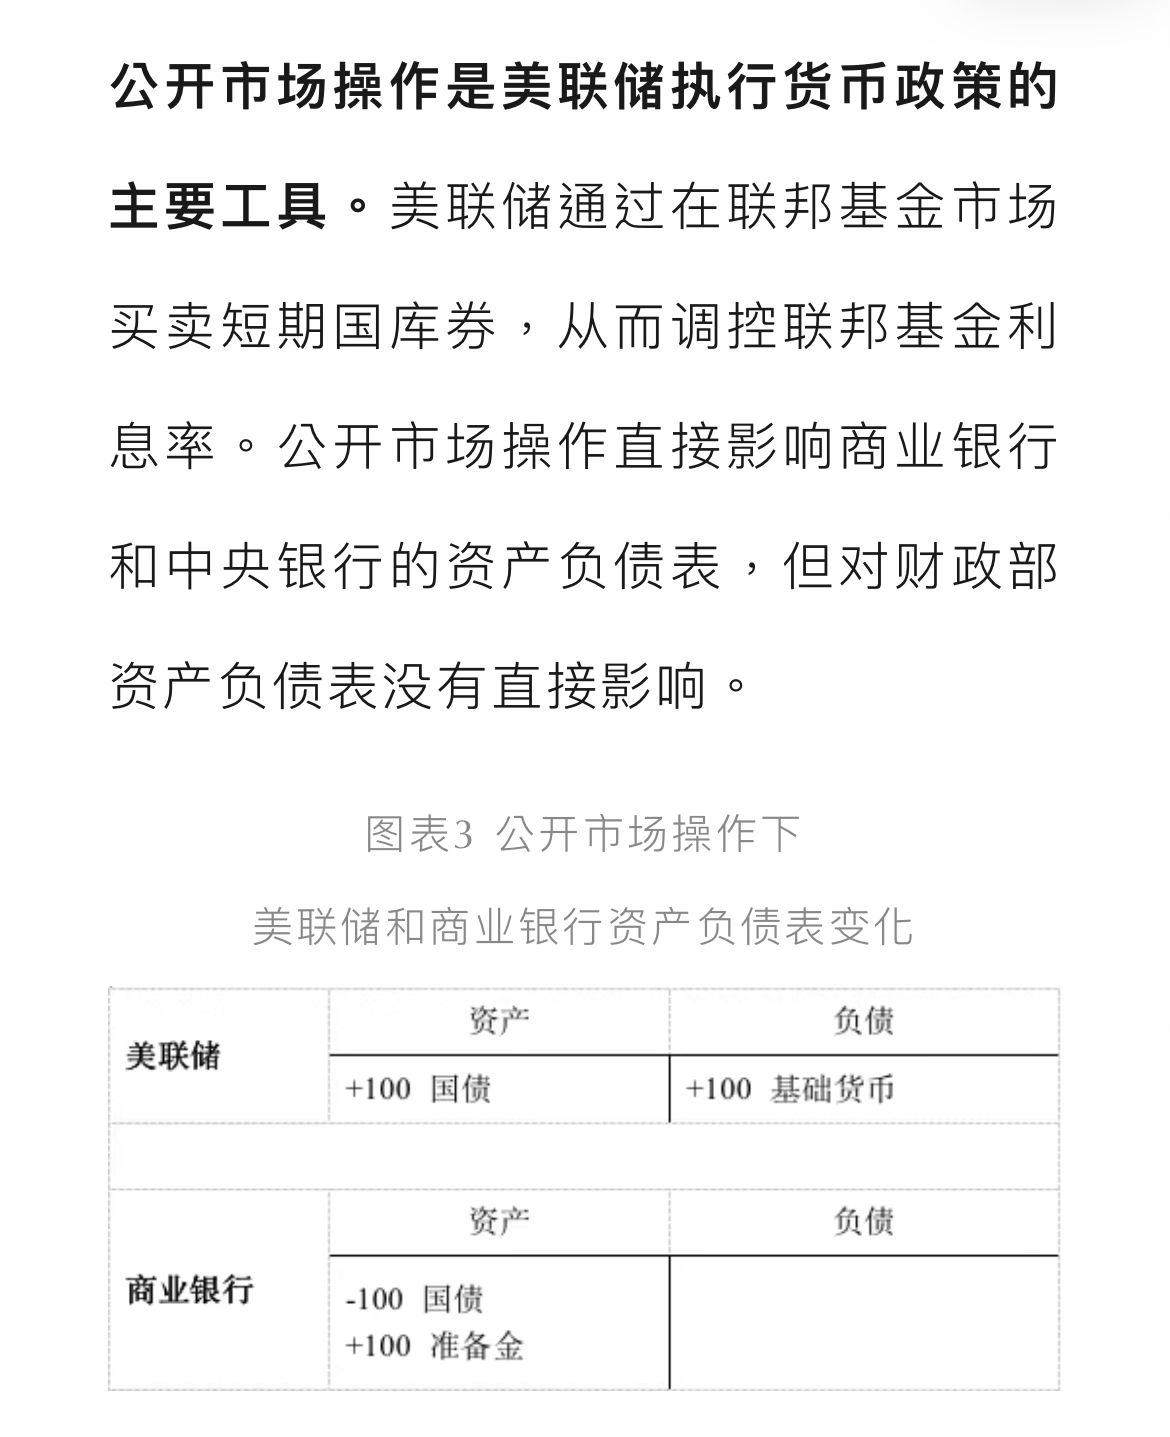 公开市场操作是美联储执行货币政策的
主要工具。美联储通过在联邦基金市场
买卖短期国库券，从而调控联邦基金利
息率。公开市场操作直接影响商业银行
和中央银行的资产负债表，但对财政部
资产负债表没有直接影响。
图表3 公开市场操作下
美联储和商业银行资产负债表变化
资产 负债
美联储
+100 国债 +100 基础货币
资产 负债
商业银行
-100 国债
+100 准备金